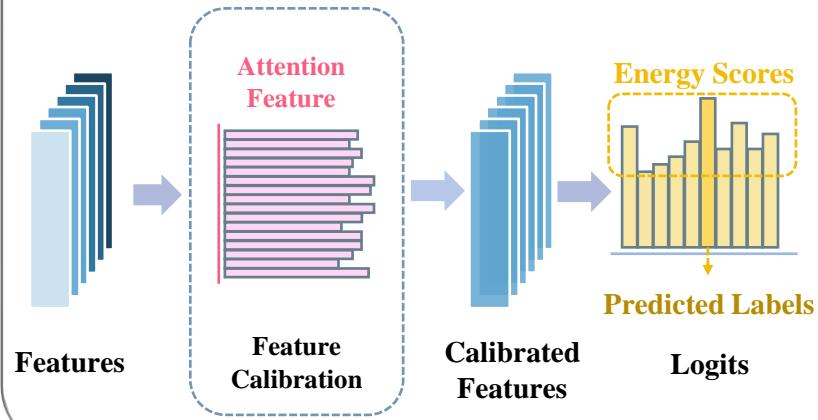 Attention
Feature
Energy Scores
Predicted Labels
Features
Feature
Calibration
Calibrated
Features
Logits